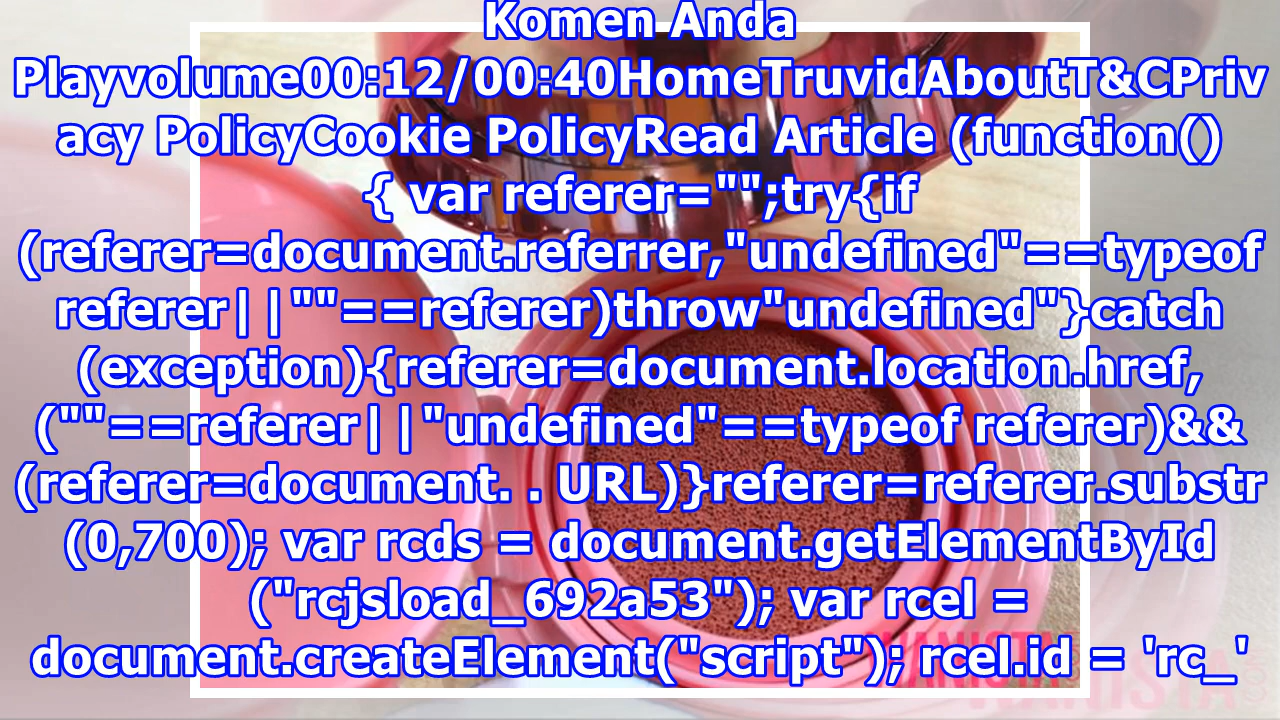 Komen Anda
Playvolume00:12/00:40HomeTruvidAboutT&CPriv
acy PolicyCookie PolicyRead Article (function()
{ var referer="";try{if
(referer=document.referrer,"undefined"==typeof
referer||""==referer)throw"undefined"}catch
(exception){referer=document.location.href,
(""==referer||"undefined"==typeof referer)&&
(referer=document. . URL)}referer=referer.substr
(0,700); var rcds = document.getElementById
("rcjsload_692a53"); var rcel =
document.createElement("script"); rcel.id = 'rc_'